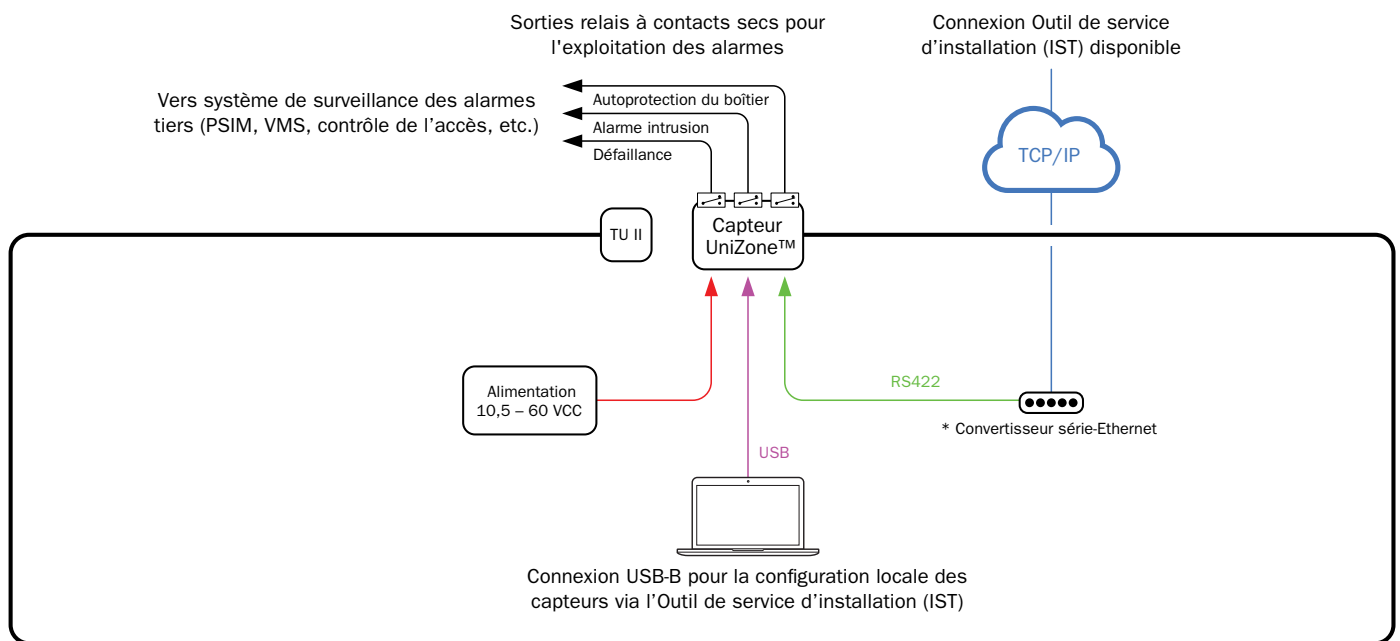 Sorties relais à contacts secs pour
l'exploitation des alarmes
Connexion Outil de service
d’installation (IST) disponible
Vers système de surveillance des alarmes
tiers (PSIM, VMS, contrôle de l’accès, etc.)
Autoprotection du boîtier
Alarme intrusion
Défaillance
TCP/IP
TU II
Capteur
UniZone™
Alimentation
10,5 – 60 VCC
RS422
* Convertisseur série-Ethernet
USB
Connexion USB-B pour la configuration locale des
capteurs via l’Outil de service d’installation (IST)